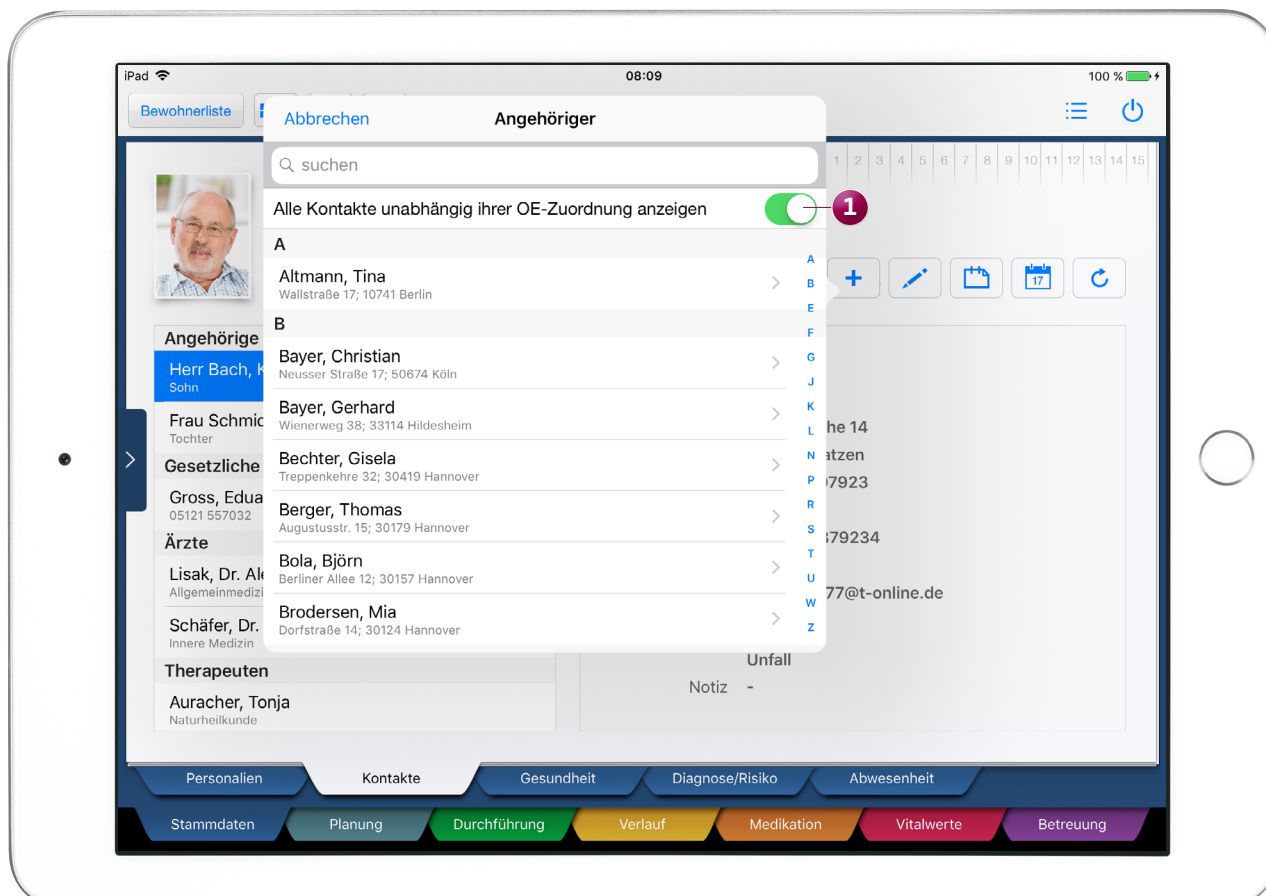 iPad 08:09 100 %
Bewohnerliste
Abbrechen Angehöriger
suchen
1 2 3 4 5 6 7 8 9 10 11 12 13 14 15
Alle Kontakte unabhängig ihrer OE-Zuordnung anzeigen 1
A
Altmann, Tina
Wallstraße 17; 10741 Berlin
B
Bayer, Christian
Neusser Straße 17; 50674 Köln
Bayer, Gerhard
Wienerweg 38; 33114 Hildesheim
Bechter, Gisela
Treppenkehre 32; 30419 Hannover
Berger, Thomas
Augustusstr. 15; 30179 Hannover
Bola, Björn
Berliner Allee 12; 30157 Hannover
Brodersen, Mia
Dorfstraße 14; 30124 Hannover
A
B
E
F
G
J
K
L
N
P
R
S
T
U
W
Z
17
Angehörige
Herr Bach, K
Sohn
Frau Schmid
Tochter
Gesetzliche
Gross, Edua
05121 557032
Ärzte
Lisak, Dr. Ale
Allgemeinmedizi
Schäfer, Dr.
Innere Medizin
Therapeuten
Auracher, Tonja
Naturheilkunde
he 14
atzen
07923
879234
77@t-online.de
Unfall
Notiz -
Personalien Kontakte Gesundheit Diagnose/Risiko Abwesenheit
Stammdaten Planung Durchführung Verlauf Medikation Vitalwerte Betreuung